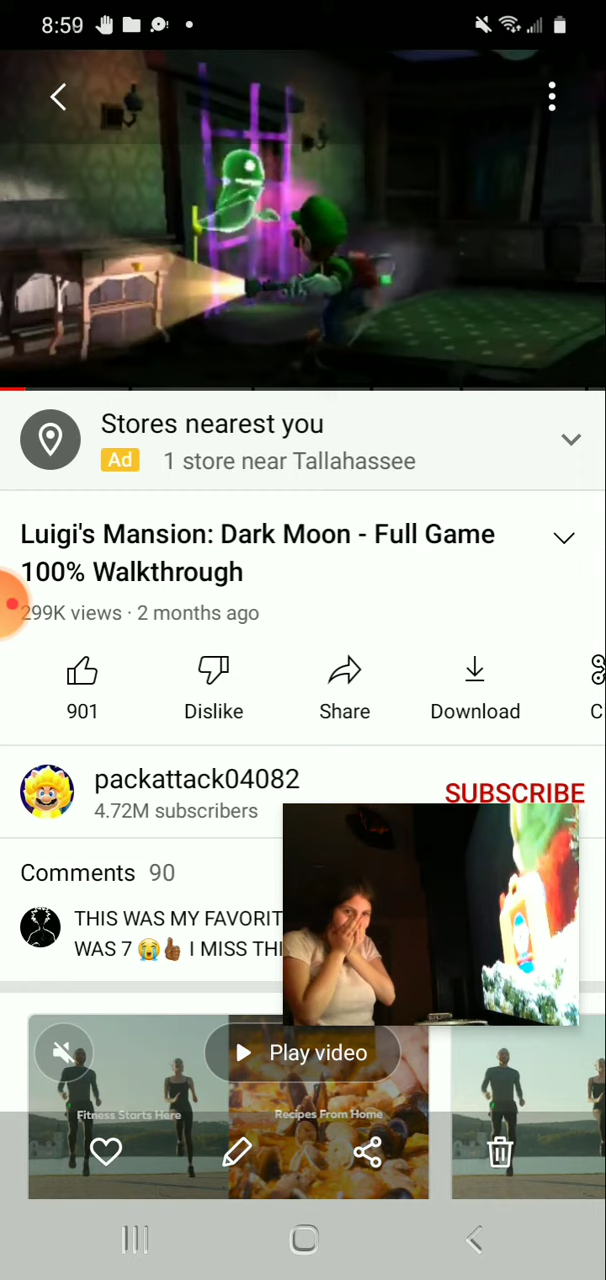 8:59
Stores nearest you
Ad 1 store near Tallahassee
Luigi's Mansion: Dark Moon - Full Game
100% Walkthrough
299K views · 2 months ago
901 Dislike Share Download C
packattack04082
4.72M subscribers
SUBSCRIBE
Comments 90
THIS WAS MY FAVORIT
WAS 7 😭👍🏾 I MISS THI
Play video
Fitness Starts Here
Recipes From Home